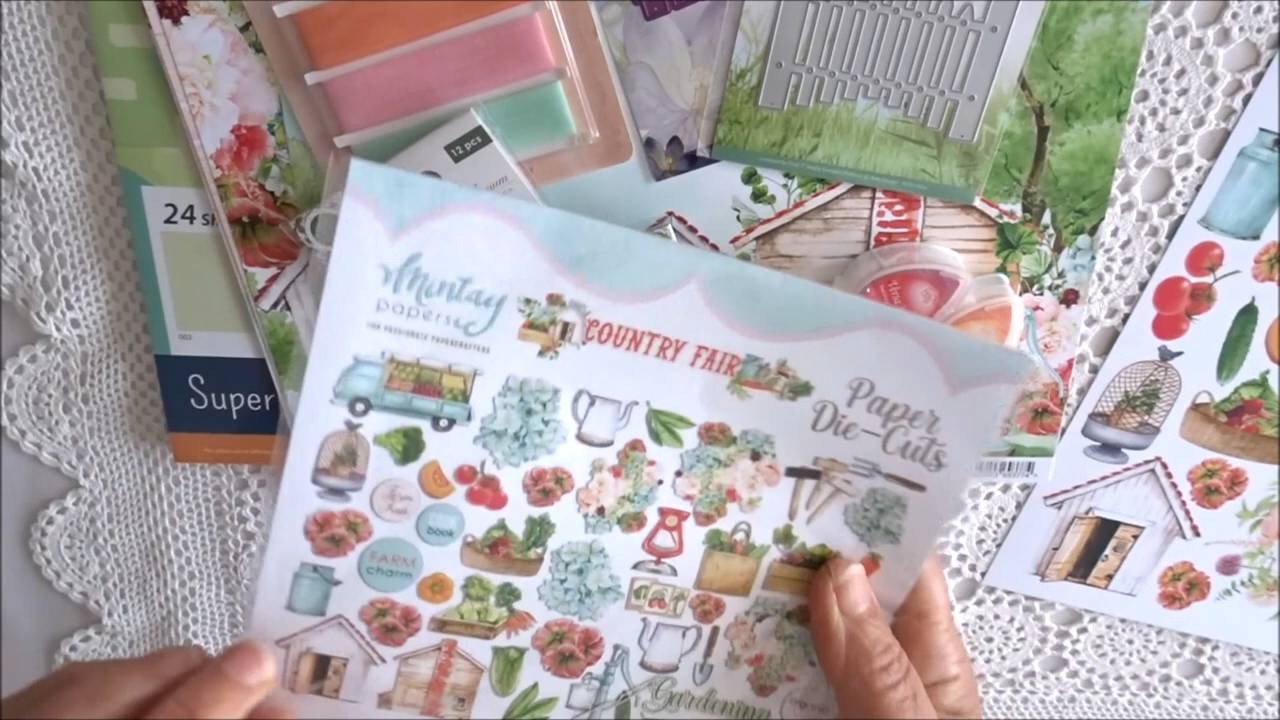 12 pcs
24 SH
003
Super
Mintay
papers
FOR PASSIONATE PAPERCRAFTERS
COUNTRY FAIR
Paper
Die-Cuts
book
FARM
charm
Gardening